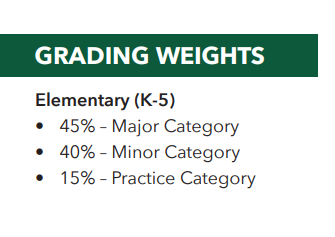 GRADING WEIGHTS
Elementary (K-5)
• 45% – Major Category
• 40% – Minor Category
• 15% – Practice Category